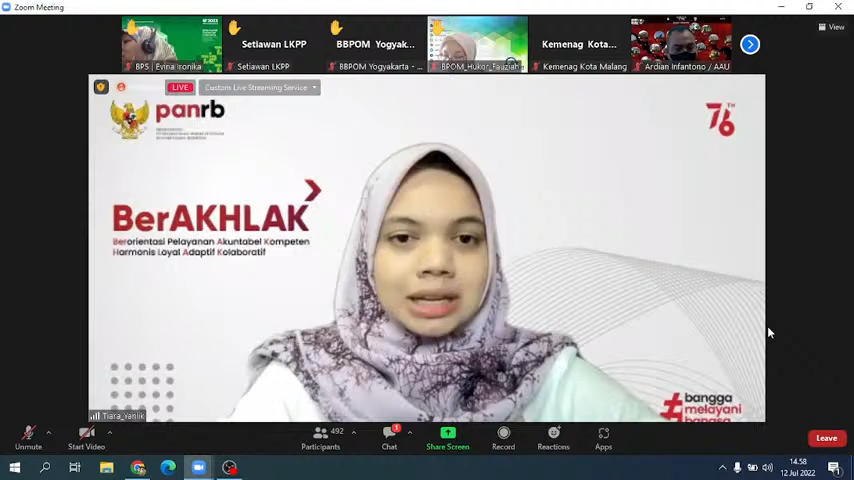 Zoom Meeting
View
Setiawan LKPP
BBPOM Yogyak...
Kemenag Kota...
BPS | Evina Ironika
Setiawan LKPP
BBPOM Yogyakarta - ...
BPOM_Hukor_Fauziah
Kemenag Kota Malang
Ardian Infantono / AAU
LIVE
Custom Live Streaming Service
panrb
76
TH
BerAKHLAK
Berorientasi Pelayanan Akuntabel Kompeten
Harmonis Loyal Adaptif Kolaboratif
#bangga
melayani
bangsa
Tiara_Yanlik
Unmute
Start Video
492
Participants
1
Chat
Share Screen
Record
Reactions
Apps
Leave
14.58
12 Jul 2022
1